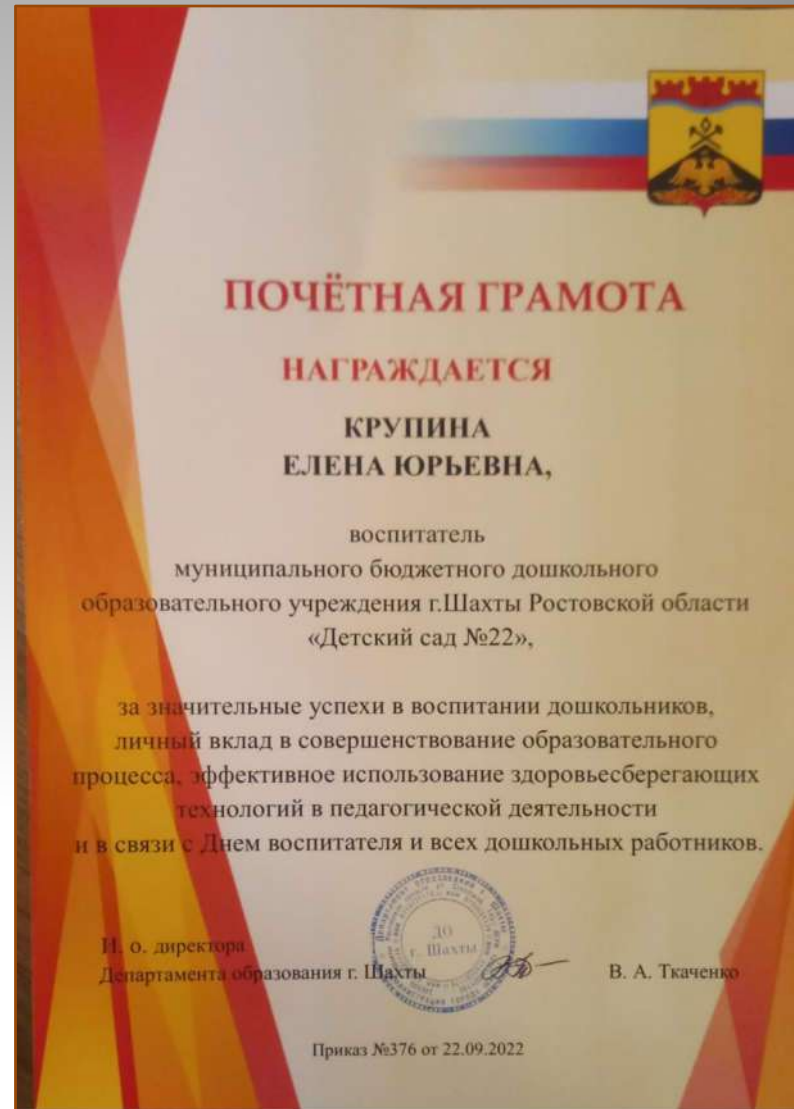 ПОЧЁТНАЯ ГРАМОТА
НАГРАЖДАЕТСЯ
КРУПИНА
ЕЛЕНА ЮРЬЕВНА,
воспитатель
муниципального бюджетного дошкольного
образовательного учреждения г.Шахты Ростовской области
«Детский сад №22»,
за значительные успехи в воспитании дошкольников,
личный вклад в совершенствование образовательного
процесса, эффективное использование здоровьесберегающих
технологий в педагогической деятельности
и в связи с Днем воспитателя и всех дошкольных работников.
ДО
г. Шахты
И. о. директора
Департамента образования г. Шахты В. А. Ткаченко
Приказ №376 от 22.09.2022